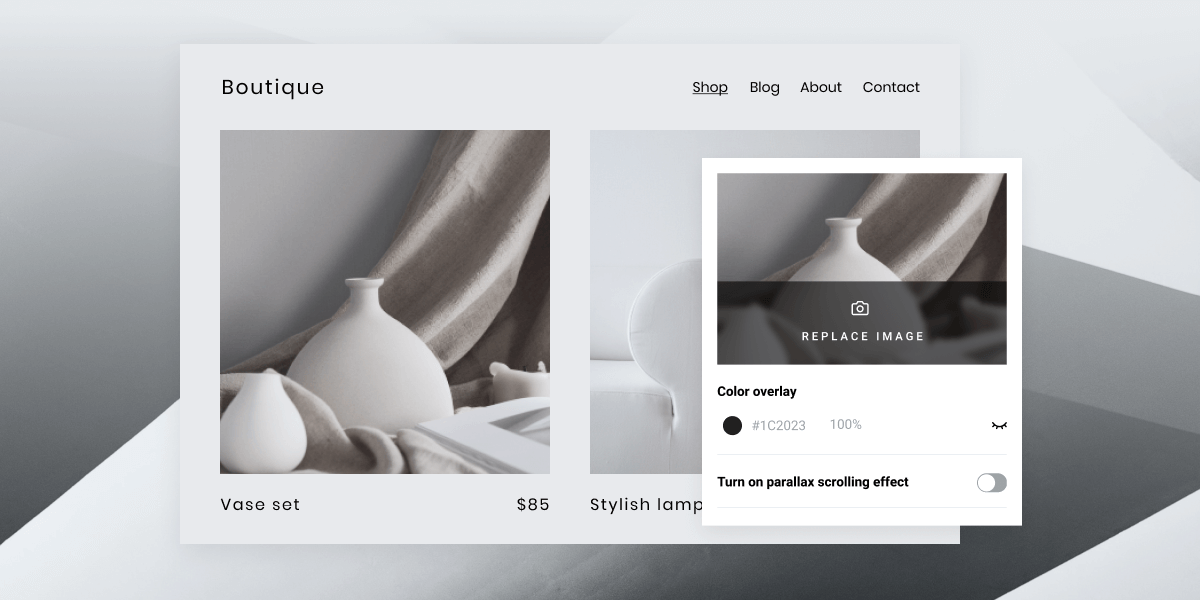 Boutique
Shop Blog About Contact
REPLACE IMAGE
Color overlay
#1C2023 100%
Turn on parallax scrolling effect
Vase set $85
Stylish lamp